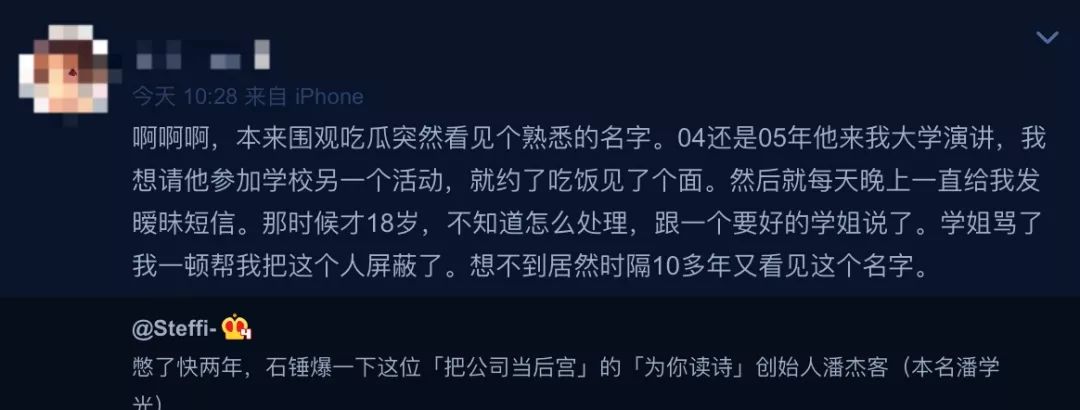 今天 10:28 来自 iPhone
啊啊啊，本来围观吃瓜突然看见个熟悉的名字。04还是05年他来我大学演讲，我
想请他参加学校另一个活动，就约了吃饭见了个面。然后就每天晚上一直给我发
暧昧短信。那时候才18岁，不知道怎么处理，跟一个要好的学姐说了。学姐骂了
我一顿帮我把这个人屏蔽了。想不到居然时隔10多年又看见这个名字。
@Steffi- 4
憋了快两年，石锤爆一下这位「把公司当后宫」的「为你读诗」创始人潘杰客（本名潘学
光）